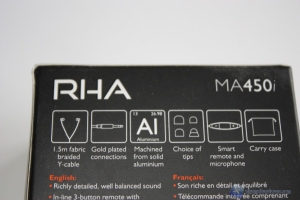 RHA
MA450i
13 26.98
Al
Aluminium
1.5m fabric braided Y-cable
Gold plated connections
Machined from solid aluminium
Choice of tips
Smart remote and microphone
Carry case
English:
• Richly detailed, well balanced sound
• In-line 3-button remote with
Français:
• Son riche en détail et équilibré
• Télécommande intégrée comprenant